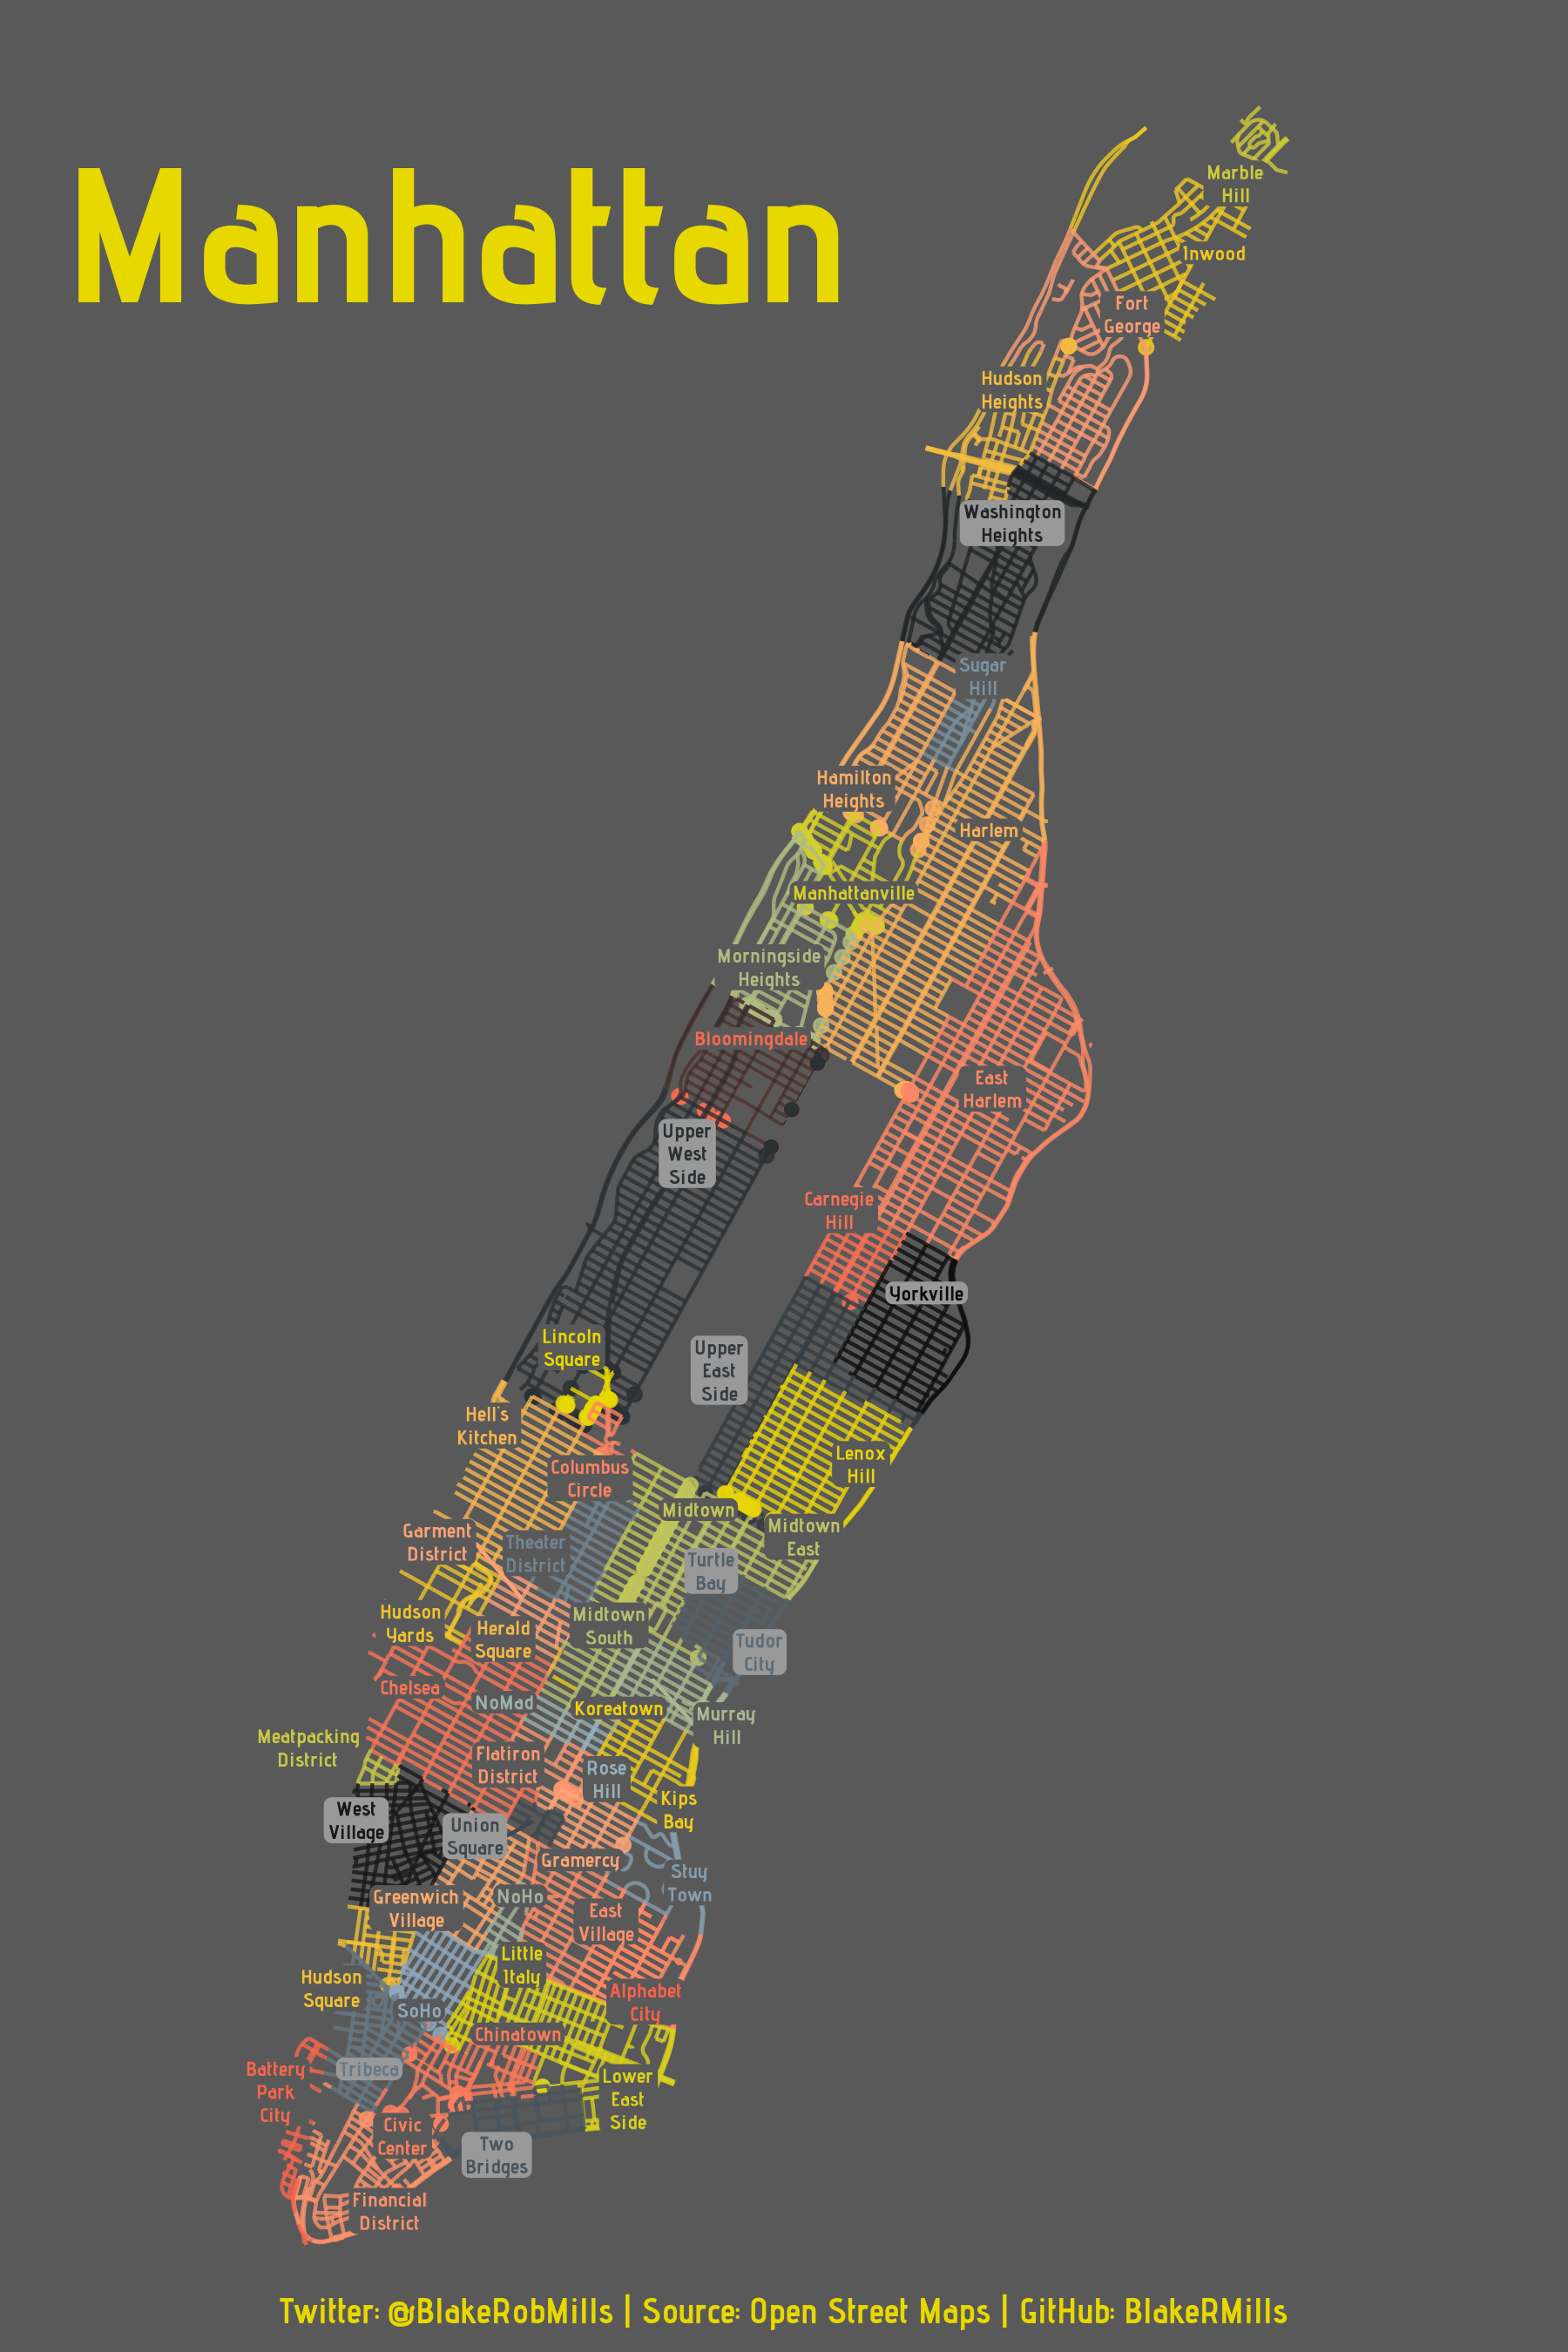 Manhattan
Marble
Hill
Inwood
Fort
George
Hudson
Heights
Washington
Heights
Sugar
Hill
Hamilton
Heights
Harlem
Manhattanville
Morningside
Heights
Bloomingdale
East
Harlem
Upper
West
Side
Carnegie
Hill
Yorkville
Lincoln
Square
Upper
East
Side
Hell's
Kitchen
Lenox
Hill
Columbus
Circle
Midtown
Midtown
East
Garment
District
Theater
District
Turtle
Bay
Hudson
Yards
Herald
Square
Midtown
South
Tudor
City
Chelsea
NoMad
Koreatown
Murray
Hill
Meatpacking
District
Flatiron
District
Rose
Hill
Kips
Bay
West
Village
Union
Square
Gramercy
Stuy
Town
Greenwich
Village
NoHo
East
Village
Little
Italy
Hudson
Square
SoHo
Alphabet
City
Chinatown
Tribeca
Battery
Park
City
Lower
East
Side
Civic
Center
Two
Bridges
Financial
District
Twitter: @BlakeRobMills | Source: Open Street Maps | GitHub: BlakeRMills